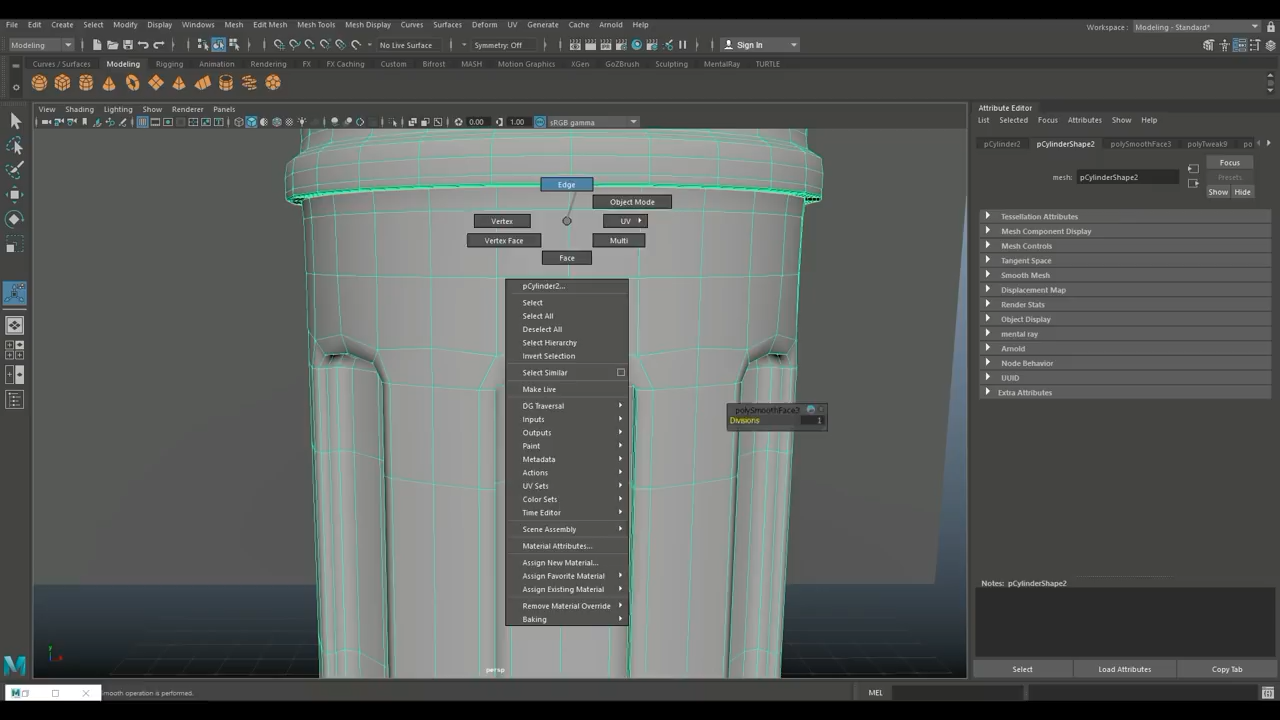 File Edit Create Select Modify Display Windows Mesh Edit Mesh Mesh Tools Mesh Display Curves Surfaces Deform UV Generate Cache Arnold Help
Workspace: Modeling - Standard*
Modeling No Live Surface Symmetry: Off Sign In
Curves / Surfaces Modeling Rigging Animation Rendering FX FX Caching Custom Bifrost MASH Motion Graphics XGen GoZBrush Sculpting MentalRay TURTLE
View Shading Lighting Show Renderer Panels
0.00 1.00 sRGB gamma
Edge
Object Mode
Vertex UV
Vertex Face Multi
Face
pCylinder2...
Select
Select All
Deselect All
Select Hierarchy
Invert Selection
Select Similar
Make Live
DG Traversal
Inputs
Outputs
Paint
Metadata
Actions
UV Sets
Color Sets
Time Editor
Scene Assembly
Material Attributes...
Assign New Material...
Assign Favorite Material
Assign Existing Material
Remove Material Override
Baking
polySmoothFace3
Divisions 1
persp
Attribute Editor
List Selected Focus Attributes Show Help
pCylinder2 pCylinderShape2 polySmoothFace3 polyTweak9 po
Focus
mesh: pCylinderShape2 Presets
Show Hide
Tessellation Attributes
Mesh Component Display
Mesh Controls
Tangent Space
Smooth Mesh
Displacement Map
Render Stats
Object Display
mental ray
Arnold
Node Behavior
UUID
Extra Attributes
Notes: pCylinderShape2
Select Load Attributes Copy Tab
Smooth operation is performed.
MEL